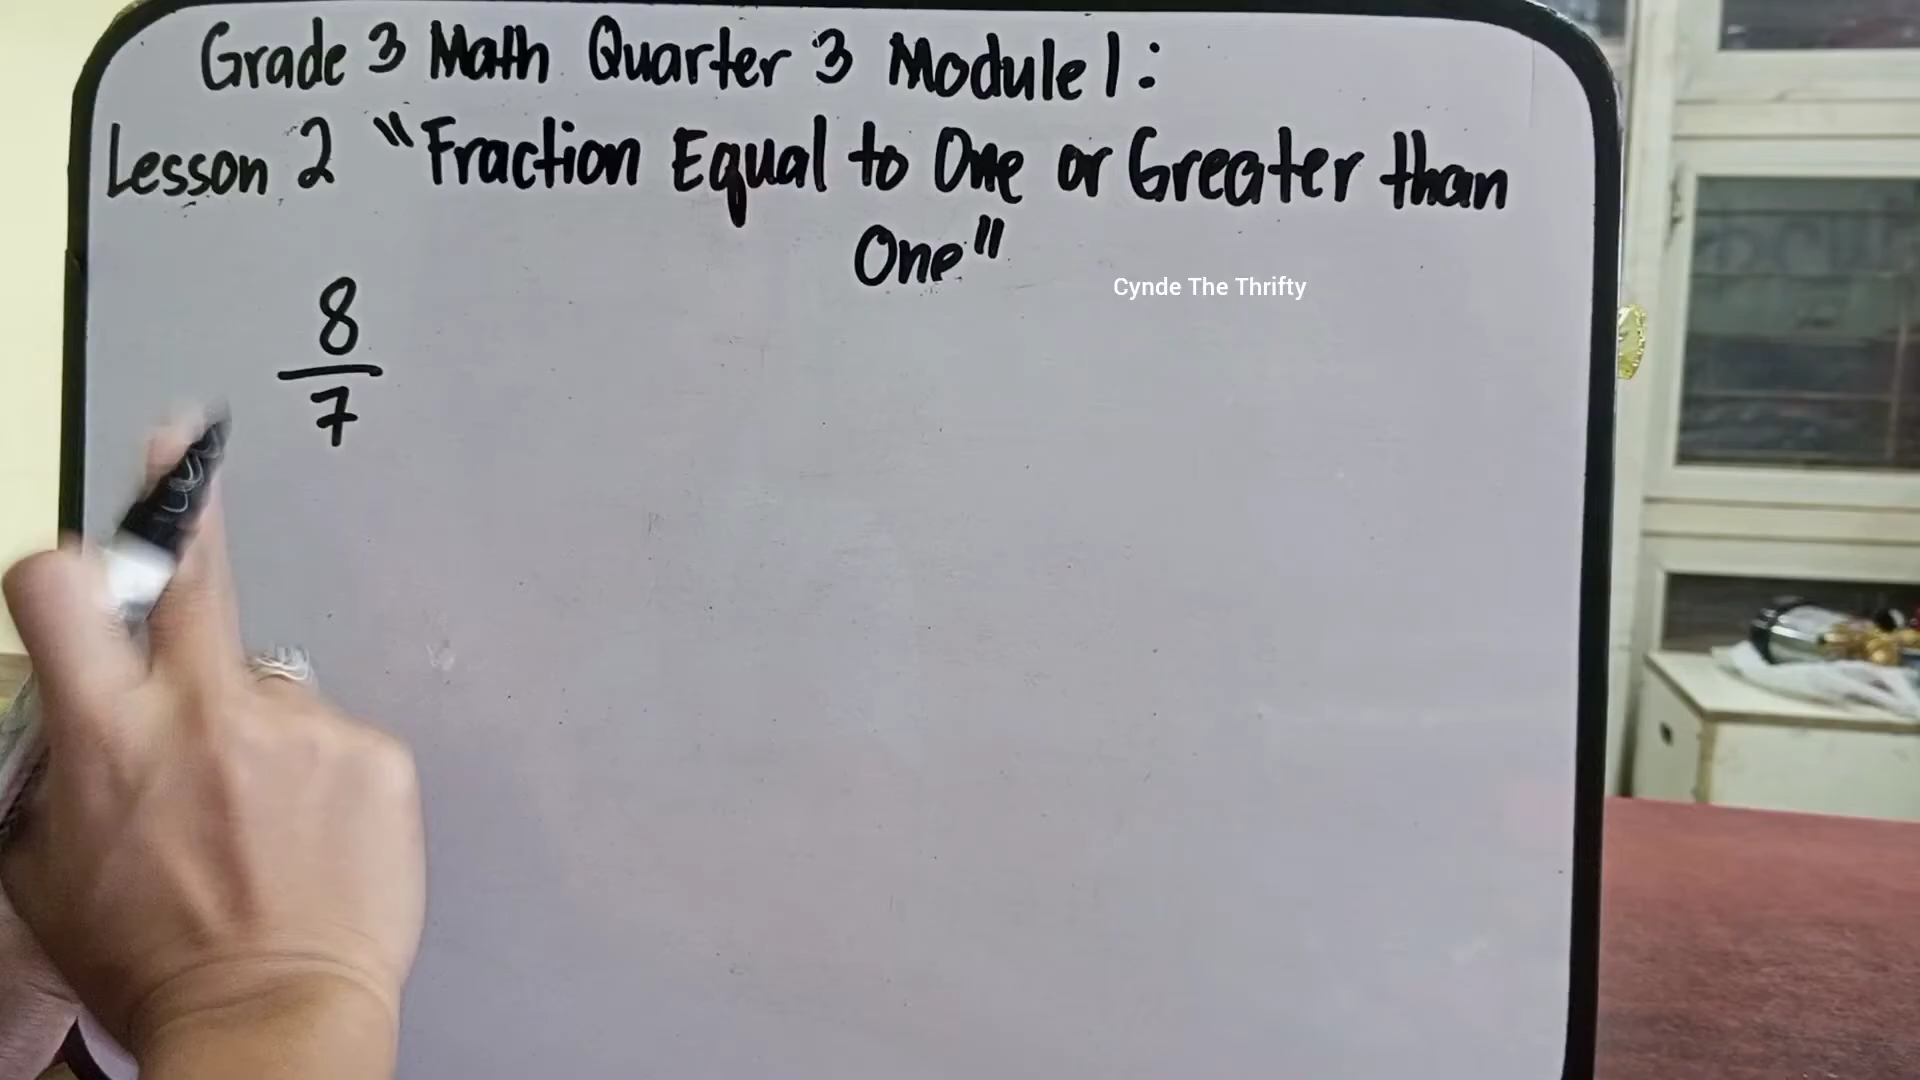 Grade 3 Math Quarter 3 Module 1:
Lesson 2 "Fraction Equal to One or Greater than
One"
Cynde The Thrifty
8
7